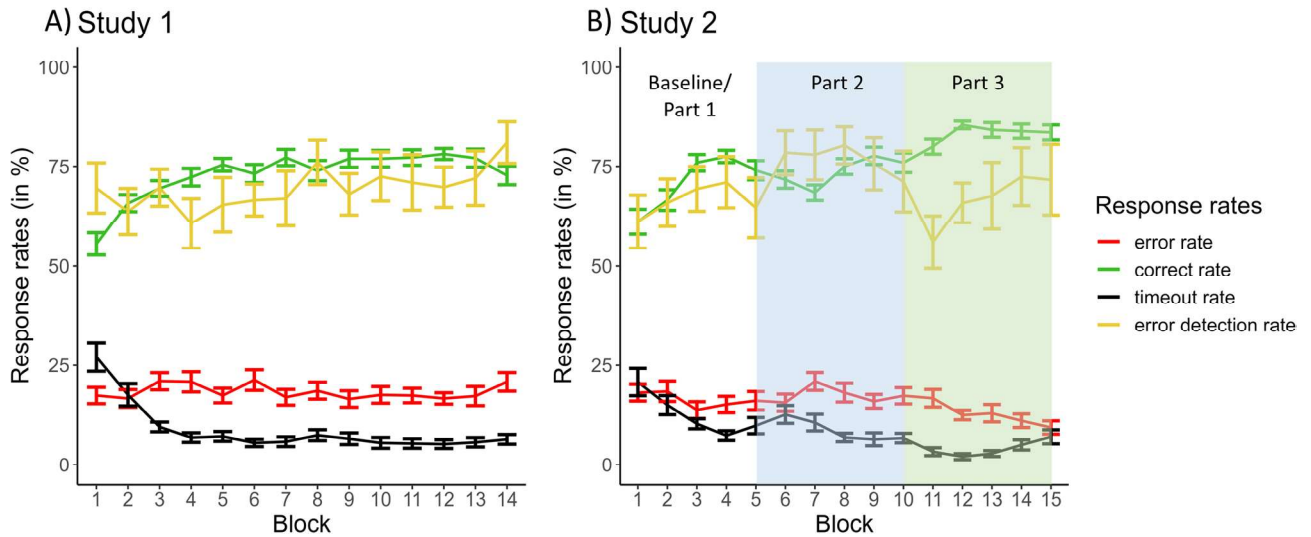 A) Study 1
100
75
50
25
0
Response rates (in %)
1 2 3 4 5 6 7 8 9 10 11 12 13 14
Block
B) Study 2
100
75
50
25
0
Response rates (in %)
Baseline/
Part 1
Part 2
Part 3
1 2 3 4 5 6 7 8 9 10 11 12 13 14 15
Block
Response rates
error rate
correct rate
timeout rate
error detection rate